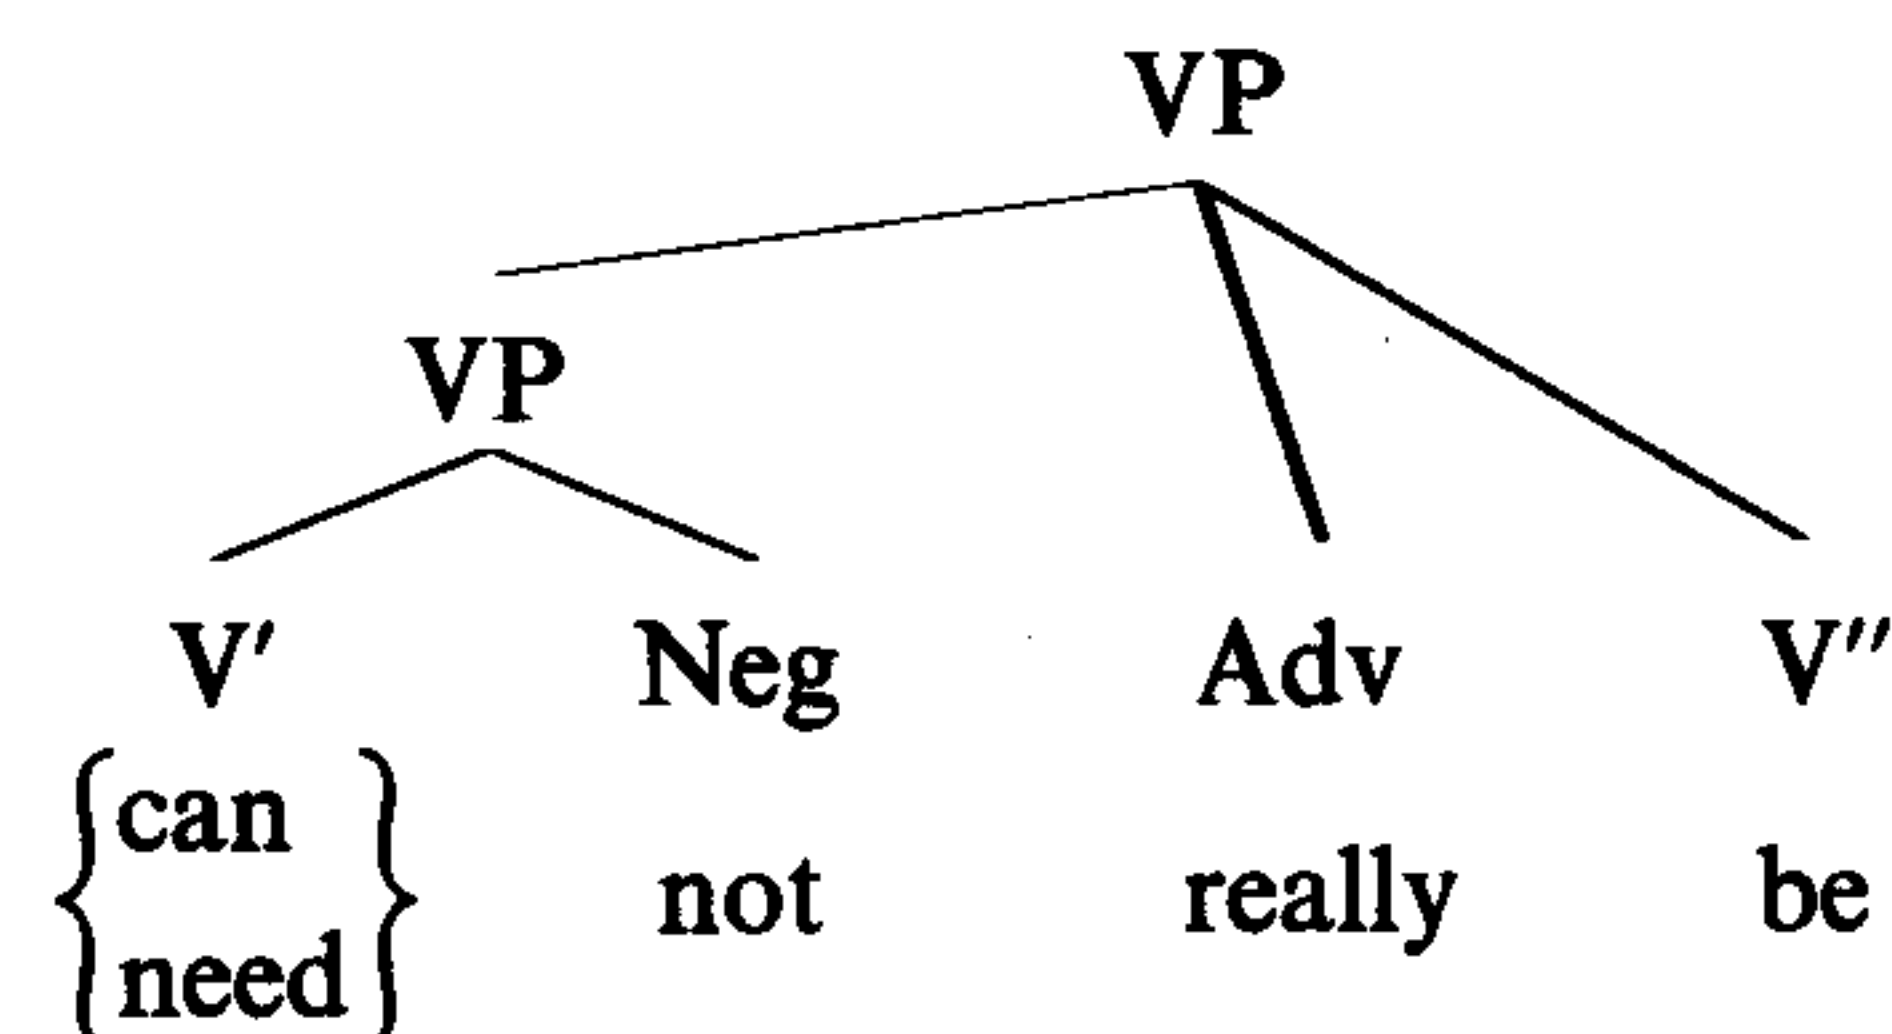 VP
VP
V′ Neg Adv V″
can
not really be
need